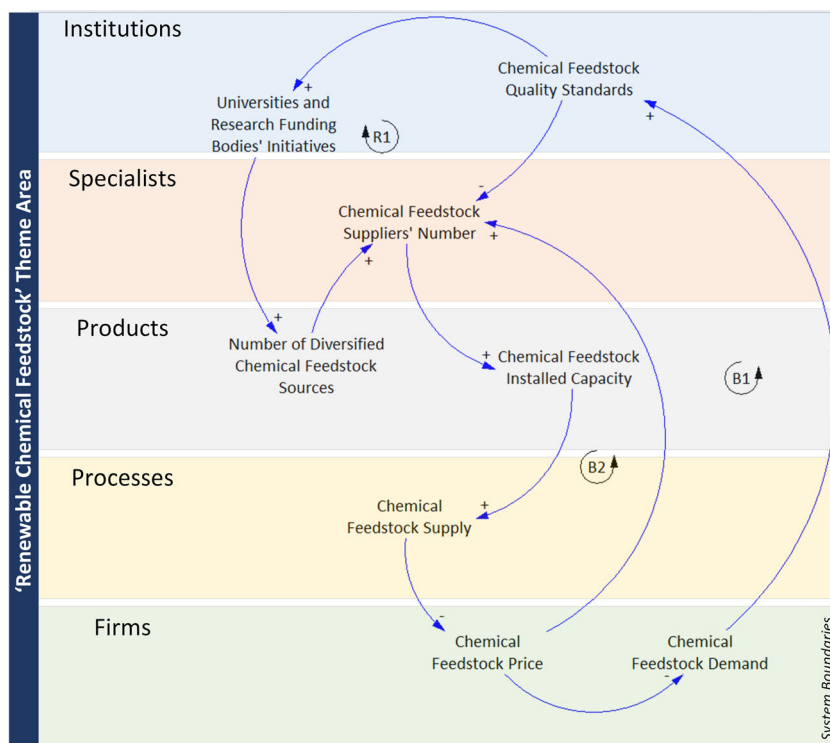 'Renewable Chemical Feedstock' Theme Area
Institutions
Chemical Feedstock
Quality Standards
+
Universities and
Research Funding
Bodies' Initiatives
+
R1
Specialists
-
Chemical Feedstock
Suppliers' Number
+
+
Products
+
Number of Diversified
Chemical Feedstock
Sources
+
Chemical Feedstock
Installed Capacity
B1
Processes
B2
+
Chemical
Feedstock Supply
Firms
-
Chemical
Feedstock Price
Chemical
Feedstock Demand
-
System Boundaries